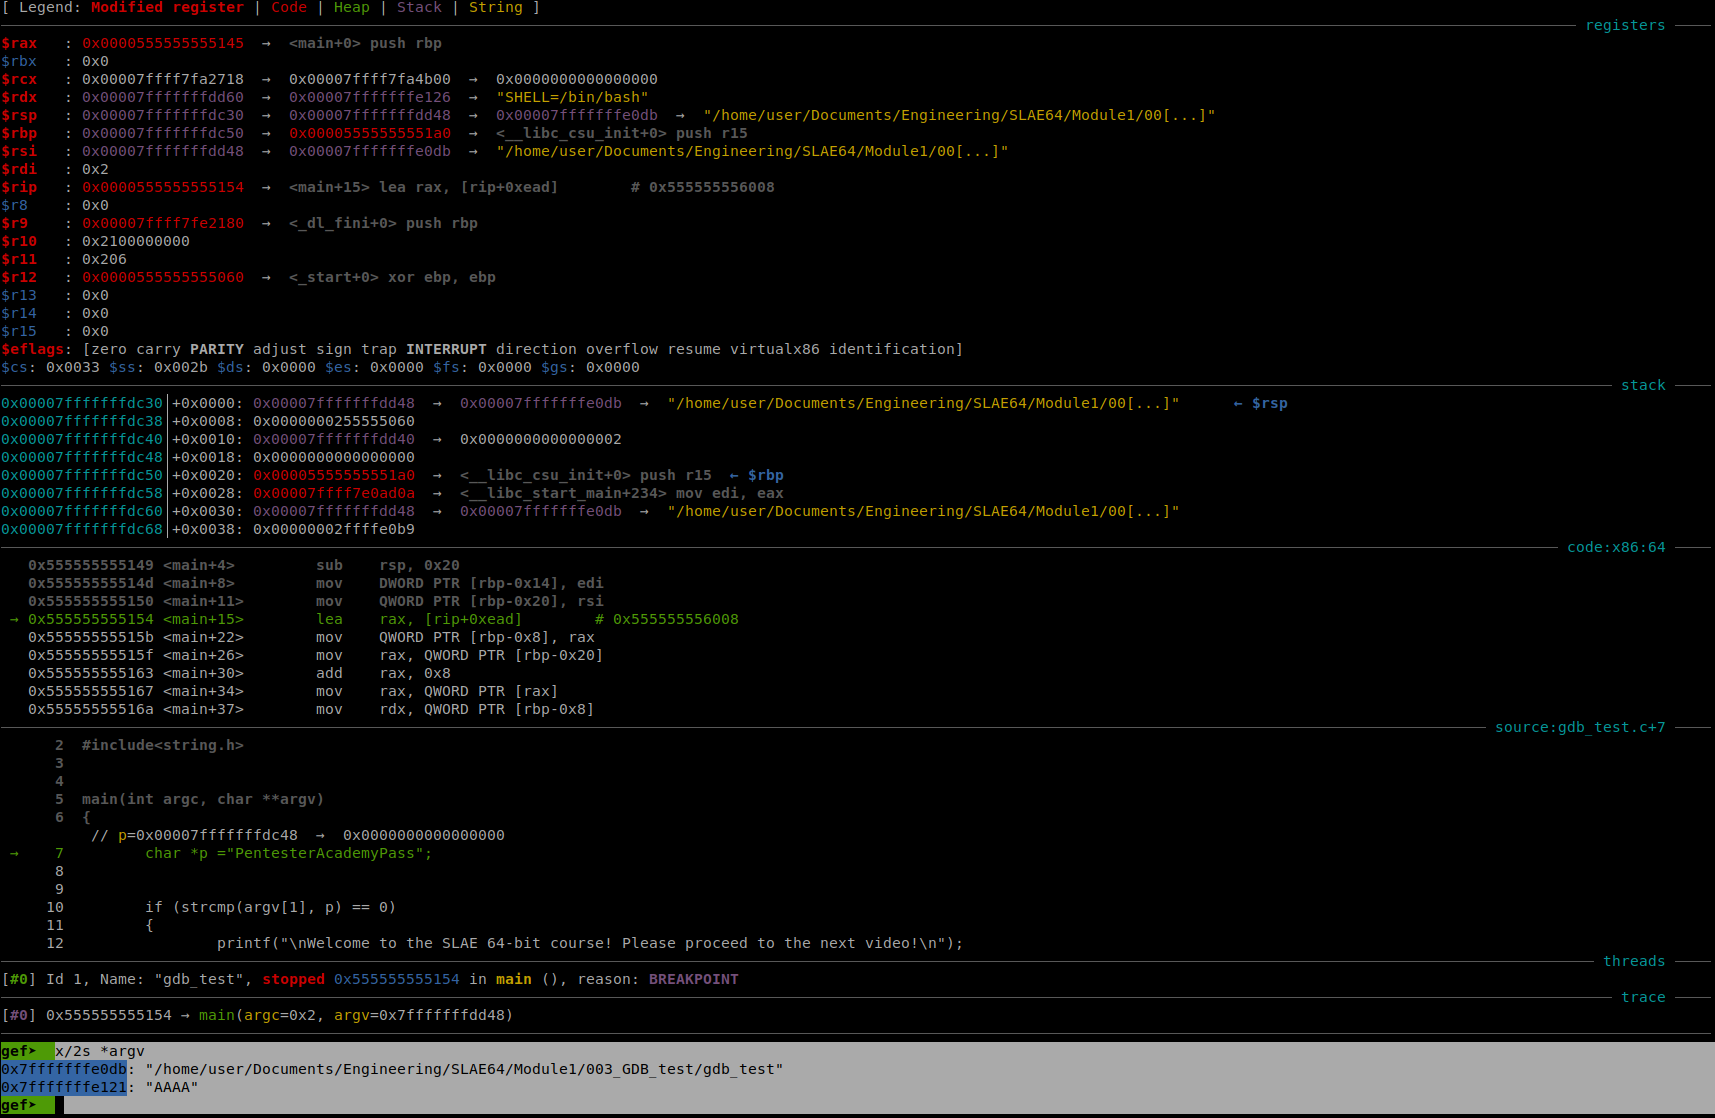 [ Legend: Modified register | Code | Heap | Stack | String ]
registers
$rax   : 0x0000555555555145  →  <main+0> push rbp
$rbx   : 0x0
$rcx   : 0x00007ffff7fa2718  →  0x00007ffff7fa4b00  →  0x0000000000000000
$rdx   : 0x00007fffffffdd60  →  0x00007fffffffe126  →  "SHELL=/bin/bash"
$rsp   : 0x00007fffffffdc30  →  0x00007fffffffdd48  →  0x00007fffffffe0db  →  "/home/user/Documents/Engineering/SLAE64/Module1/00[...]"
$rbp   : 0x00007fffffffdc50  →  0x00005555555551a0  →  <__libc_csu_init+0> push r15
$rsi   : 0x00007fffffffdd48  →  0x00007fffffffe0db  →  "/home/user/Documents/Engineering/SLAE64/Module1/00[...]"
$rdi   : 0x2
$rip   : 0x0000555555555154  →  <main+15> lea rax, [rip+0xead]        # 0x555555556008
$r8    : 0x0
$r9    : 0x00007ffff7fe2180  →  <_dl_fini+0> push rbp
$r10   : 0x2100000000
$r11   : 0x206
$r12   : 0x0000555555555060  →  <_start+0> xor ebp, ebp
$r13   : 0x0
$r14   : 0x0
$r15   : 0x0
$eflags: [zero carry PARITY adjust sign trap INTERRUPT direction overflow resume virtualx86 identification]
$cs: 0x0033 $ss: 0x002b $ds: 0x0000 $es: 0x0000 $fs: 0x0000 $gs: 0x0000
stack
0x00007fffffffdc30│+0x0000: 0x00007fffffffdd48  →  0x00007fffffffe0db  →  "/home/user/Documents/Engineering/SLAE64/Module1/00[...]"      ← $rsp
0x00007fffffffdc38│+0x0008: 0x0000000255555060
0x00007fffffffdc40│+0x0010: 0x00007fffffffdd40  →  0x0000000000000002
0x00007fffffffdc48│+0x0018: 0x0000000000000000
0x00007fffffffdc50│+0x0020: 0x00005555555551a0  →  <__libc_csu_init+0> push r15  ← $rbp
0x00007fffffffdc58│+0x0028: 0x00007ffff7e0ad0a  →  <__libc_start_main+234> mov edi, eax
0x00007fffffffdc60│+0x0030: 0x00007fffffffdd48  →  0x00007fffffffe0db  →  "/home/user/Documents/Engineering/SLAE64/Module1/00[...]"
0x00007fffffffdc68│+0x0038: 0x00000002ffffe0b9
code:x86:64
0x555555555149 <main+4>         sub    rsp, 0x20
0x55555555514d <main+8>         mov    DWORD PTR [rbp-0x14], edi
0x555555555150 <main+11>        mov    QWORD PTR [rbp-0x20], rsi
→ 0x555555555154 <main+15>        lea    rax, [rip+0xead]        # 0x555555556008
0x55555555515b <main+22>        mov    QWORD PTR [rbp-0x8], rax
0x55555555515f <main+26>        mov    rax, QWORD PTR [rbp-0x20]
0x555555555163 <main+30>        add    rax, 0x8
0x555555555167 <main+34>        mov    rax, QWORD PTR [rax]
0x55555555516a <main+37>        mov    rdx, QWORD PTR [rbp-0x8]
source:gdb_test.c+7
2  #include<string.h>
3
4
5  main(int argc, char **argv)
6  {
// p=0x00007fffffffdc48  →  0x0000000000000000
→    7         char *p ="PentesterAcademyPass";
8
9
10         if (strcmp(argv[1], p) == 0)
11         {
12                 printf("\nWelcome to the SLAE 64-bit course! Please proceed to the next video!\n");
threads
[#0] Id 1, Name: "gdb_test", stopped 0x555555555154 in main (), reason: BREAKPOINT
trace
[#0] 0x555555555154 → main(argc=0x2, argv=0x7fffffffdd48)
gef➤  x/2s *argv
0x7fffffffe0db: "/home/user/Documents/Engineering/SLAE64/Module1/003_GDB_test/gdb_test"
0x7fffffffe121: "AAAA"
gef➤